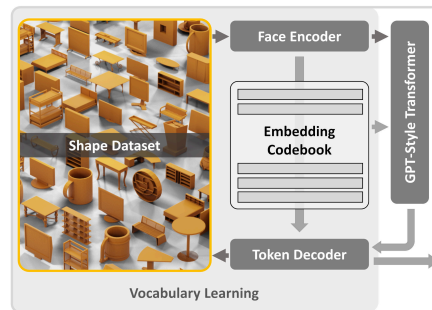 Face Encoder
Shape Dataset
Embedding
Codebook
GPT-Style Transformer
Token Decoder
Vocabulary Learning